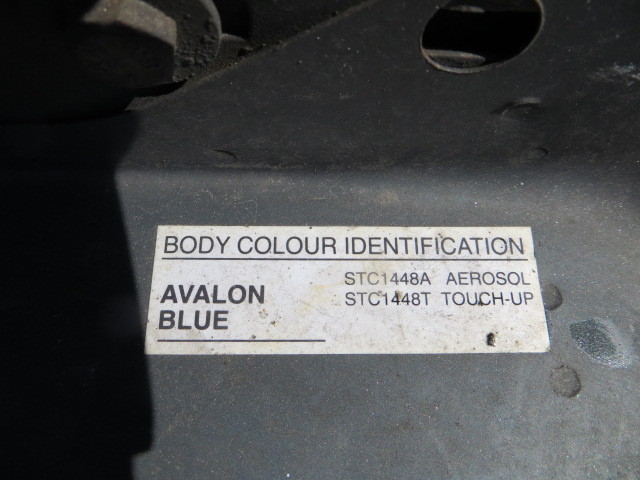 BODY COLOUR IDENTIFICATION
AVALON BLUE
STC1448A AEROSOL
STC1448T TOUCH-UP